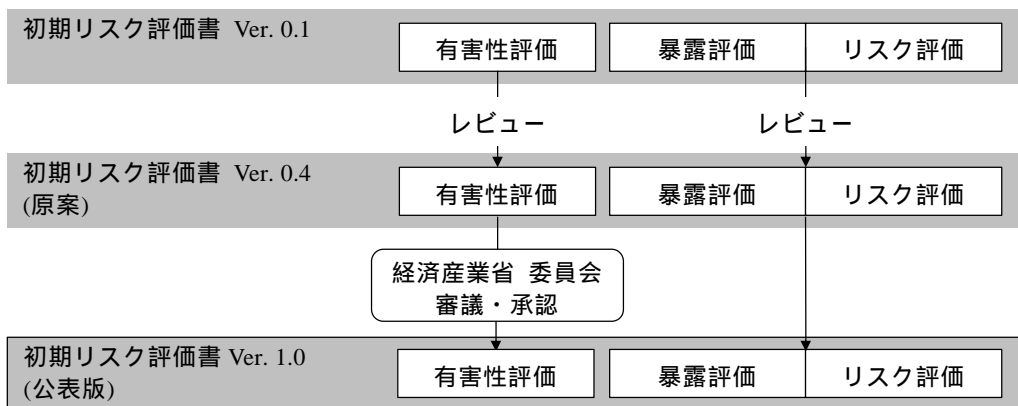 初期リスク評価書 Ver. 0.1
有害性評価
暴露評価
リスク評価
レビュー
レビュー
初期リスク評価書 Ver. 0.4
(原案)
有害性評価
暴露評価
リスク評価
経済産業省 委員会
審議・承認
初期リスク評価書 Ver. 1.0
(公表版)
有害性評価
暴露評価
リスク評価